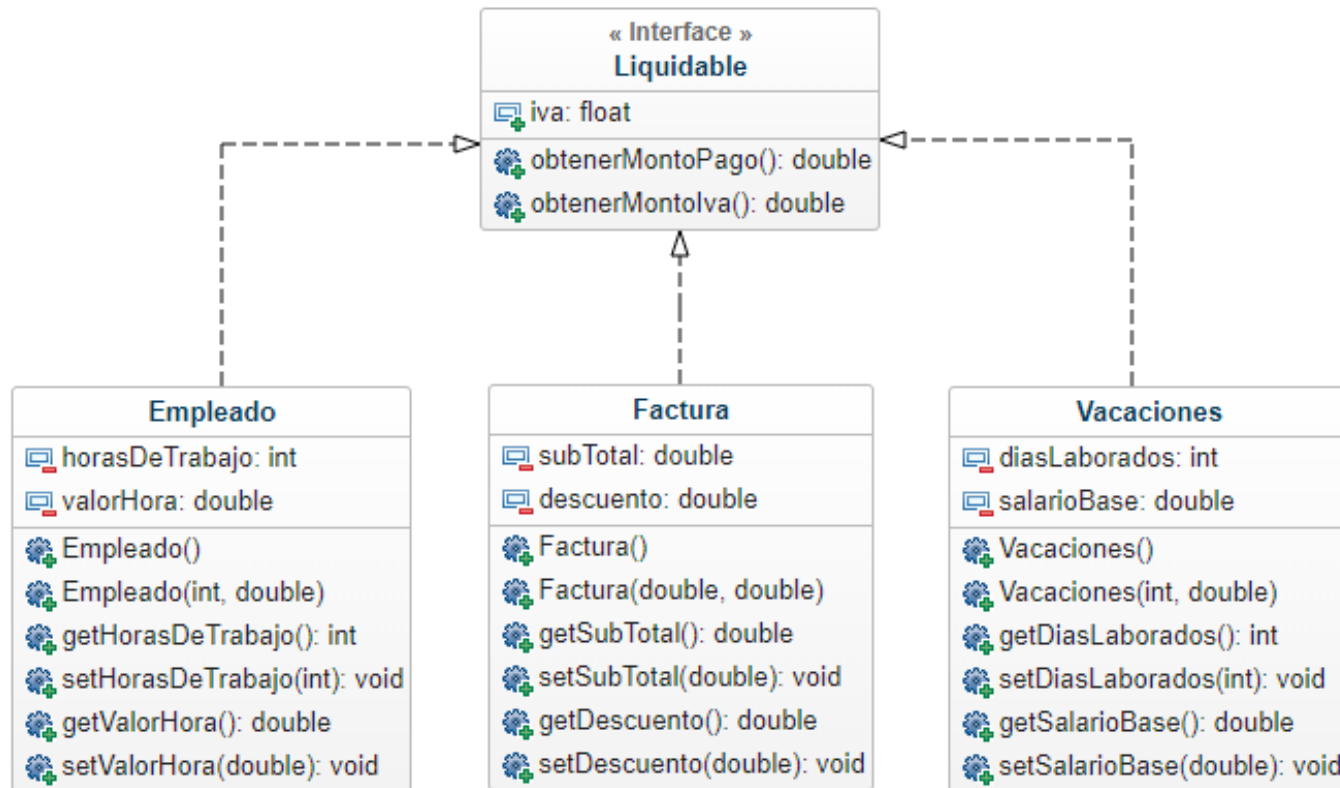 « Interface »
Liquidable
iva: float
obtenerMontoPago(): double
obtenerMontoIva(): double
Empleado
horasDeTrabajo: int
valorHora: double
Empleado()
Empleado(int, double)
getHorasDeTrabajo(): int
setHorasDeTrabajo(int): void
getValorHora(): double
setValorHora(double): void
Factura
subTotal: double
descuento: double
Factura()
Factura(double, double)
getSubTotal(): double
setSubTotal(double): void
getDescuento(): double
setDescuento(double): void
Vacaciones
diasLaborados: int
salarioBase: double
Vacaciones()
Vacaciones(int, double)
getDiasLaborados(): int
setDiasLaborados(int): void
getSalarioBase(): double
setSalarioBase(double): void